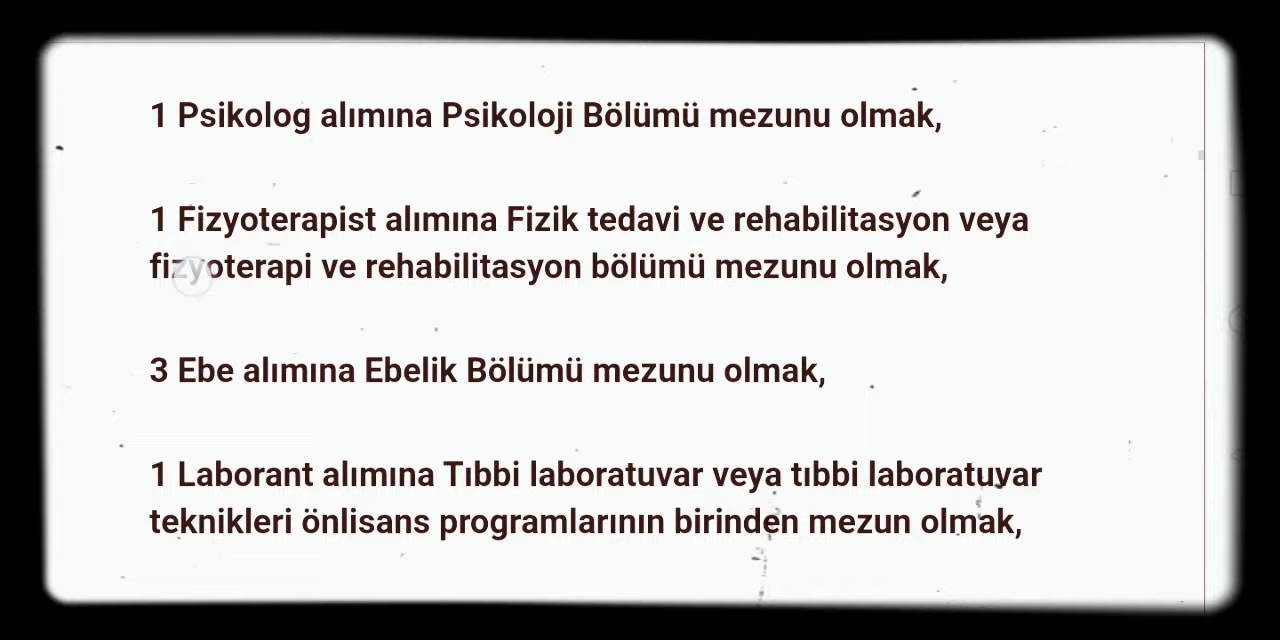 1 Psikolog alımına Psikoloji Bölümü mezunu olmak,
1 Fizyoterapist alımına Fizik tedavi ve rehabilitasyon veya
fizyoterapi ve rehabilitasyon bölümü mezunu olmak,
3 Ebe alımına Ebelik Bölümü mezunu olmak,
1 Laborant alımına Tıbbi laboratuvar veya tıbbi laboratuvar
teknikleri önlisans programlarının birinden mezun olmak,